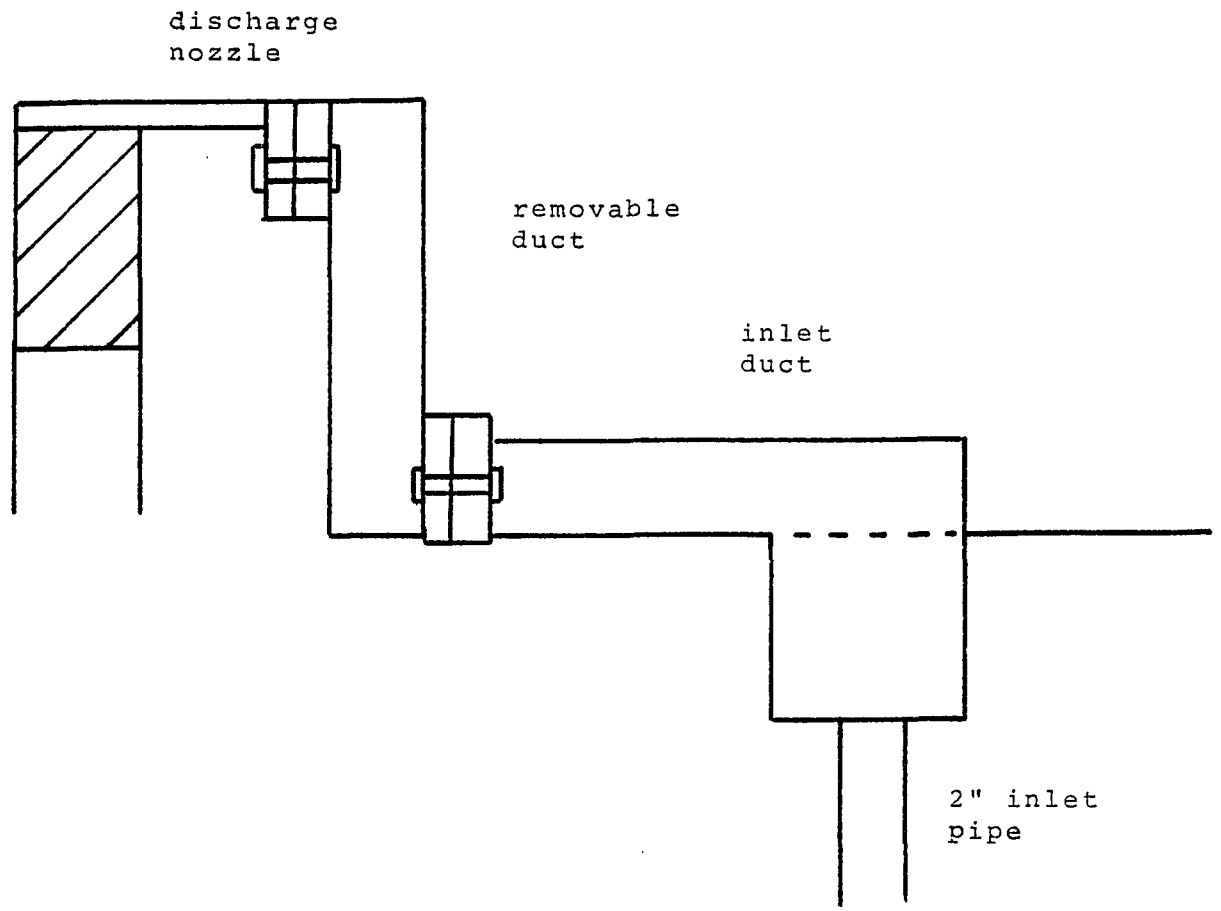 discharge
nozzle
removable
duct
inlet
duct
2" inlet
pipe